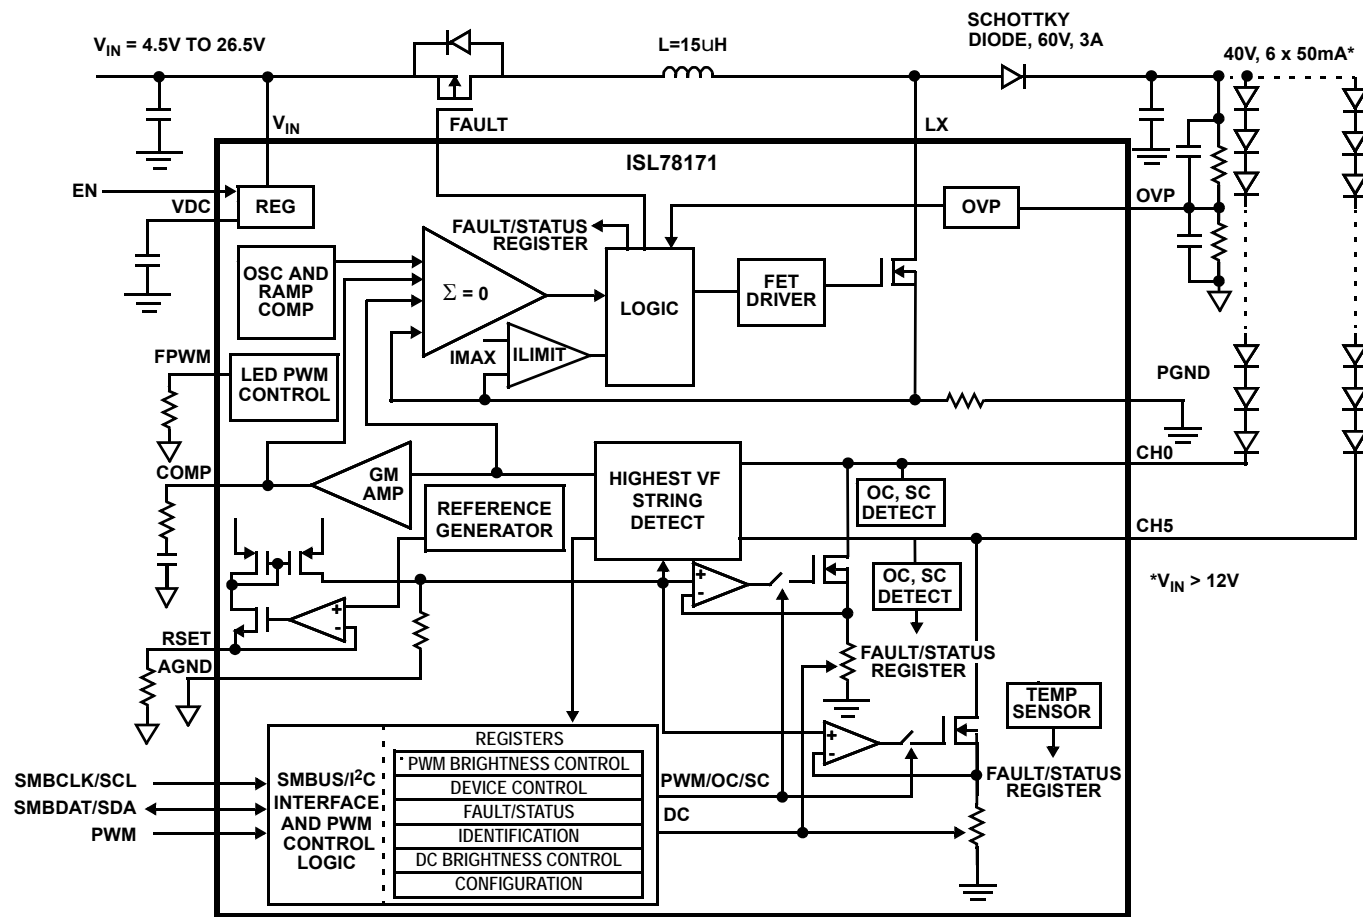 V_IN = 4.5V TO 26.5V
L=15uH
SCHOTTKY
DIODE, 60V, 3A
40V, 6 x 50mA*
V_IN
FAULT
LX
ISL78171
EN
VDC
REG
OVP
OVP
FAULT/STATUS
REGISTER
OSC AND
RAMP
COMP
Σ = 0
LOGIC
FET
DRIVER
IMAX
ILIMIT
FPWM
LED PWM
CONTROL
PGND
COMP
GM
AMP
REFERENCE
GENERATOR
HIGHEST VF
STRING
DETECT
CH0
OC, SC
DETECT
CH5
+
-
OC, SC
DETECT
*V_IN > 12V
+
-
RSET
AGND
FAULT/STATUS
REGISTER
TEMP
SENSOR
+
-
FAULT/STATUS
REGISTER
SMBCLK/SCL
SMBDAT/SDA
PWM
SMBUS/I²C
INTERFACE
AND PWM
CONTROL
LOGIC
REGISTERS
PWM BRIGHTNESS CONTROL
DEVICE CONTROL
FAULT/STATUS
IDENTIFICATION
DC BRIGHTNESS CONTROL
CONFIGURATION
PWM/OC/SC
DC